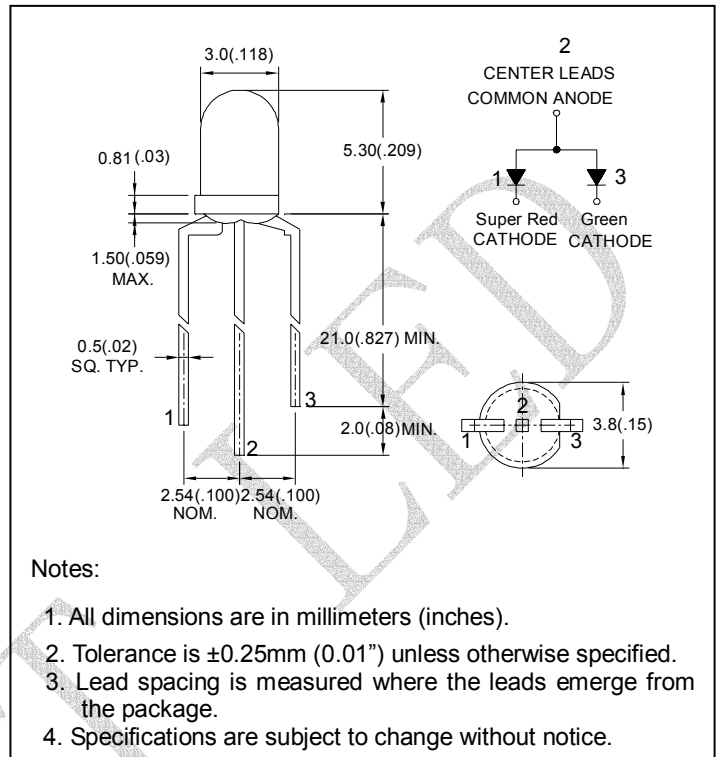 3.0(.118)
2
CENTER LEADS
COMMON ANODE
0.81 (.03)
5.30(.209)
1
3
Super Red
CATHODE
Green
CATHODE
1.50(.059)
MAX.
21.0(.827) MIN.
0.5(.02)
SQ. TYP.
1
3
2
2.0(.08)MIN.
2
1
3
3.8(.15)
2.54(.100)
NOM.
2.54(.100)
NOM.
Notes:
1. All dimensions are in millimeters (inches).
2. Tolerance is ±0.25mm (0.01”) unless otherwise specified.
3. Lead spacing is measured where the leads emerge from
the package.
4. Specifications are subject to change without notice.
LED